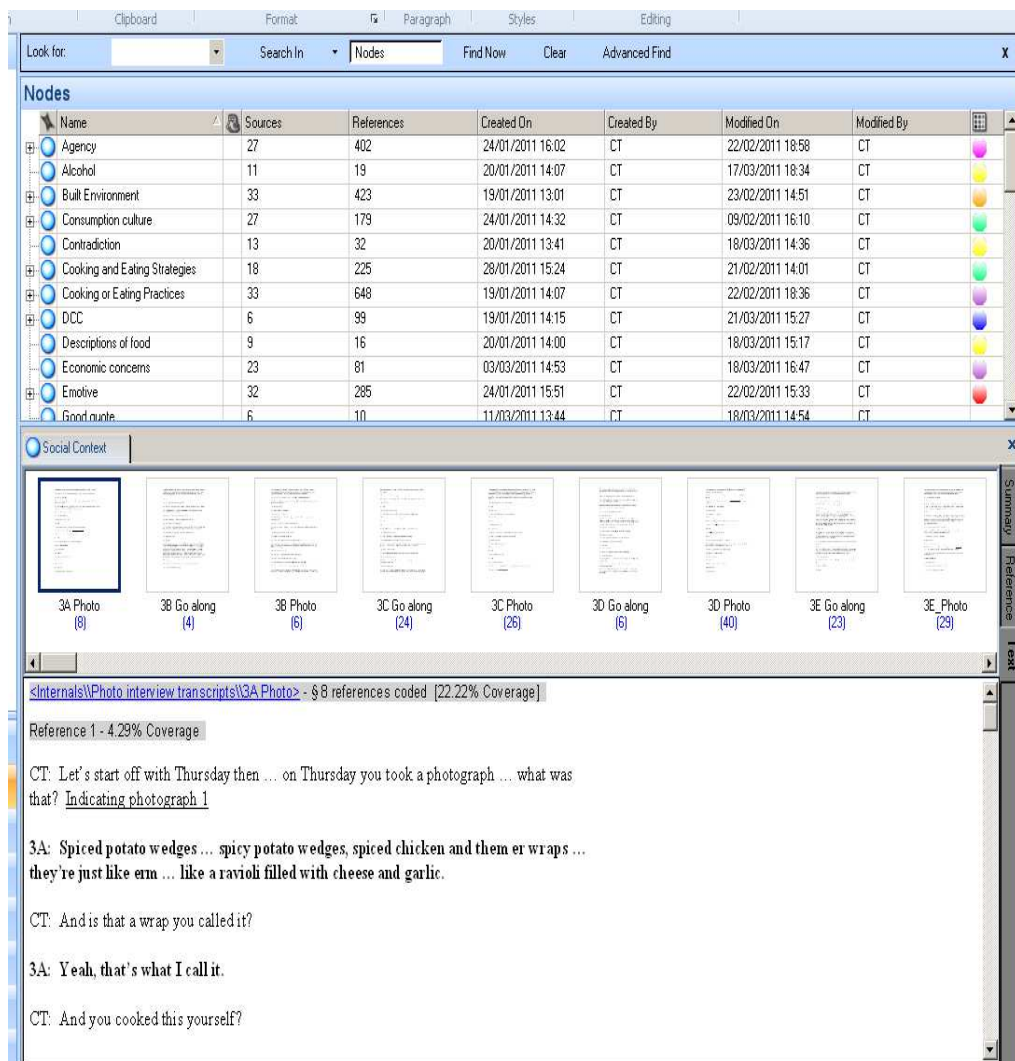 Clipboard Format Paragraph Styles Editing
Look for: Search In Nodes Find Now Clear Advanced Find X
Nodes
Name Sources References Created On Created By Modified On Modified By
Agency 27 402 24/01/2011 16:02 CT 22/02/2011 18:58 CT
Alcohol 11 19 20/01/2011 14:07 CT 17/03/2011 18:34 CT
Built Environment 33 423 19/01/2011 13:01 CT 23/02/2011 14:51 CT
Consumption culture 27 179 24/01/2011 14:32 CT 09/02/2011 16:10 CT
Contradiction 13 32 20/01/2011 13:41 CT 18/03/2011 14:36 CT
Cooking and Eating Strategies 18 225 28/01/2011 15:24 CT 21/02/2011 14:01 CT
Cooking or Eating Practices 33 648 19/01/2011 14:07 CT 22/02/2011 18:36 CT
DCC 6 99 19/01/2011 14:15 CT 21/03/2011 15:27 CT
Descriptions of food 9 16 20/01/2011 14:00 CT 18/03/2011 15:17 CT
Economic concerns 23 81 03/03/2011 14:53 CT 18/03/2011 16:47 CT
Emotive 32 285 24/01/2011 15:51 CT 22/02/2011 15:33 CT
Good quote 6 10 11/03/2011 13:44 CT 18/03/2011 14:54 CT
Social Context X
3A Photo 3B Go along 3B Photo 3C Go along 3C Photo 3D Go along 3D Photo 3E Go along 3E_Photo
(8) (4) (6) (24) (26) (6) (40) (23) (29)
Summary
Reference
Text
<Internals\\Photo interview transcripts\\3A Photo> - § 8 references coded [22.22% Coverage]
Reference 1 - 4.29% Coverage
CT: Let's start off with Thursday then … on Thursday you took a photograph … what was
that? Indicating photograph 1
3A: Spiced potato wedges … spicy potato wedges, spiced chicken and them er wraps …
they're just like erm … like a ravioli filled with cheese and garlic.
CT: And is that a wrap you called it?
3A: Yeah, that's what I call it.
CT: And you cooked this yourself?